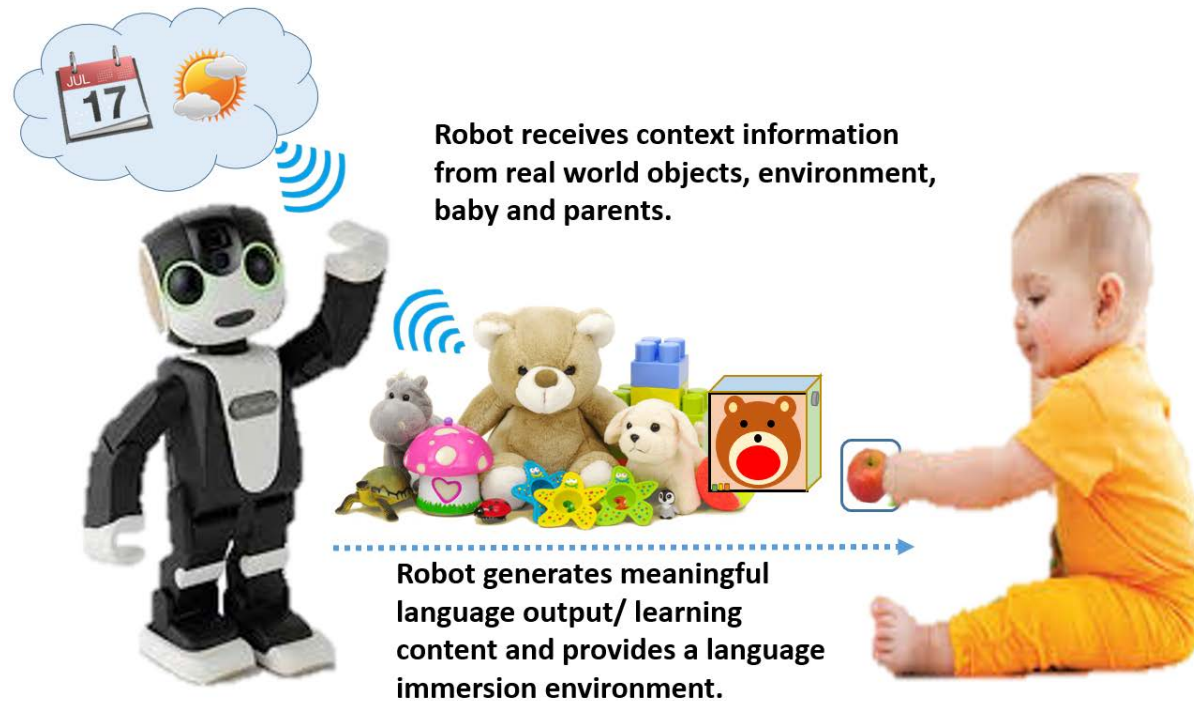 JUL
17
Robot receives context information
from real world objects, environment,
baby and parents.
Robot generates meaningful
language output/ learning
content and provides a language
immersion environment.